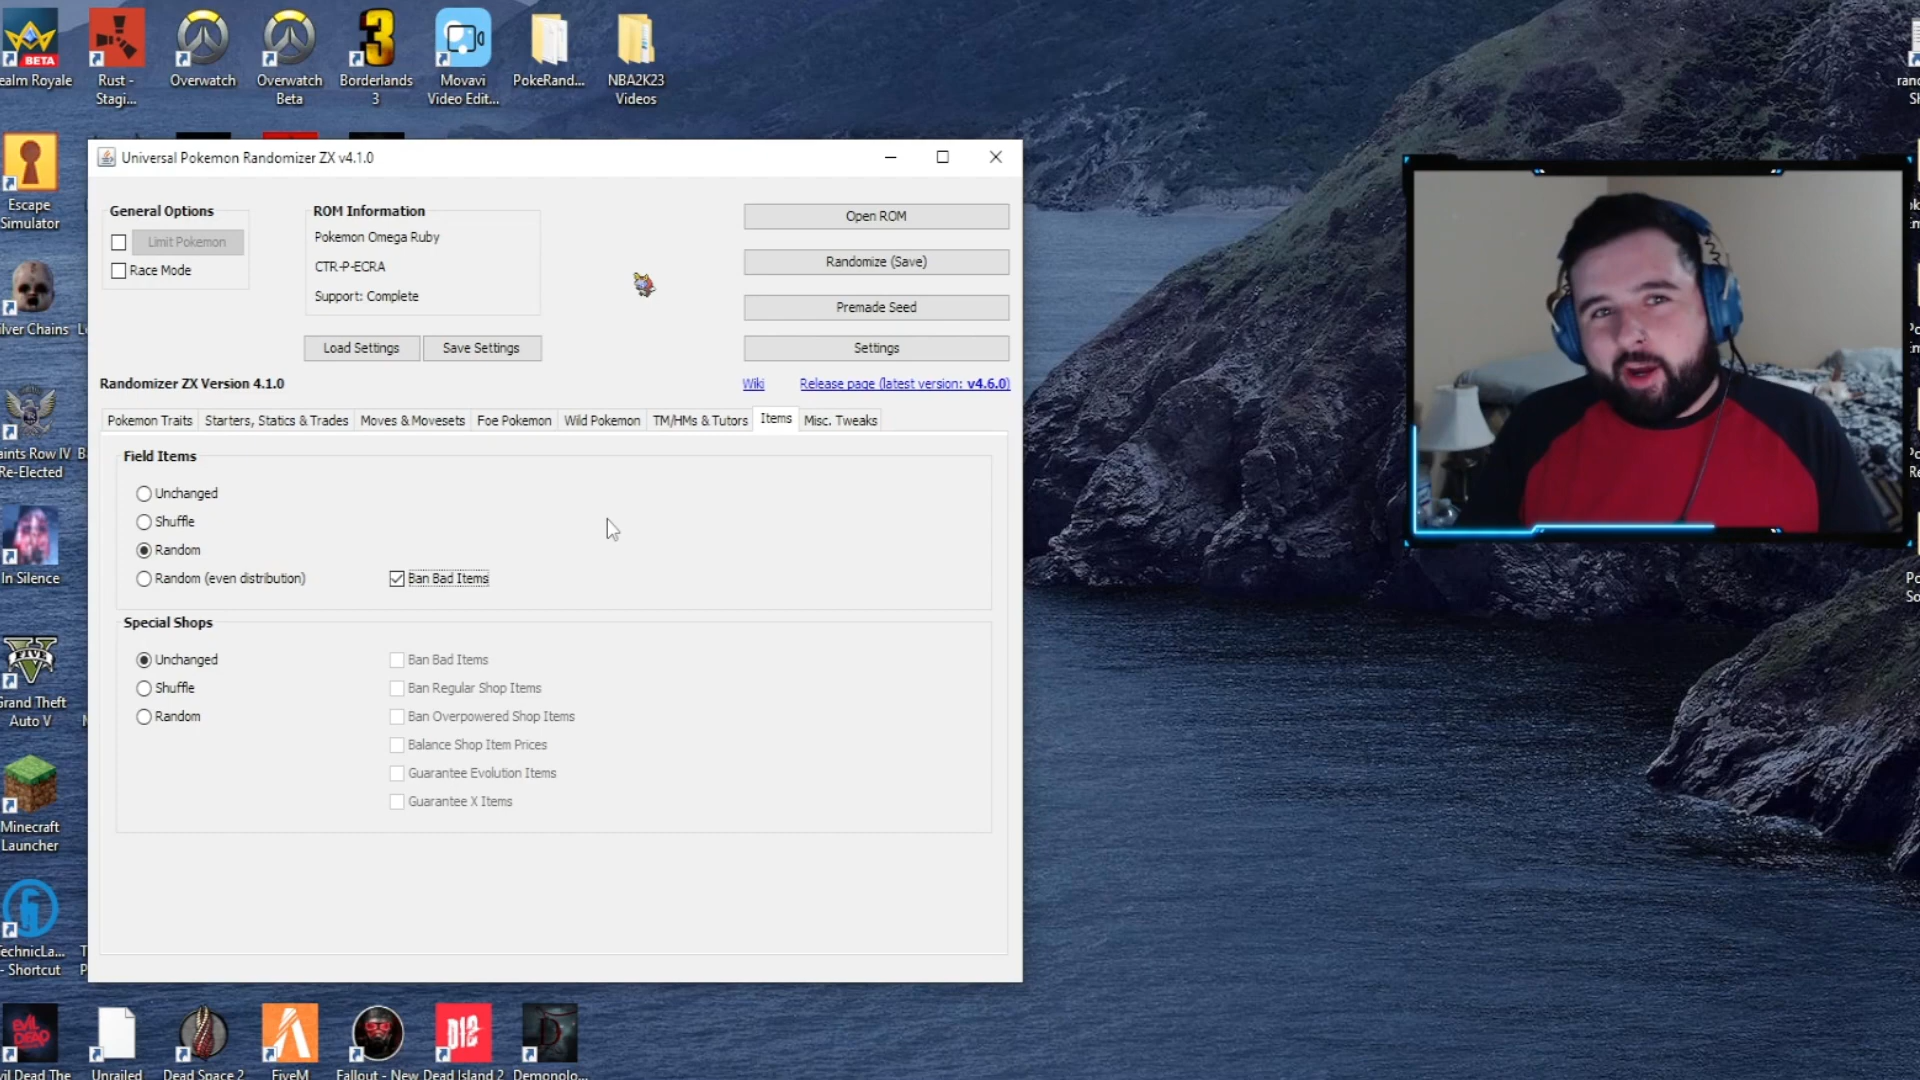 BETA
ealm Royale
Rust -
Stagi...
Overwatch
Overwatch
Beta
3
Borderlands
3
Movavi
Video Edit...
PokeRand...
NBA2K23
Videos
Escape
Simulator
ilver Chains
aints Row IV
Re-Elected
In Silence
FIVE
Grand Theft
Auto V
Minecraft
Launcher
TechnicLa...
- Shortcut
Universal Pokemon Randomizer ZX v4.1.0
General Options
Limit Pokemon
Race Mode
ROM Information
Pokemon Omega Ruby
CTR-P-ECRA
Support: Complete
Open ROM
Randomize (Save)
Premade Seed
Settings
Load Settings
Save Settings
Randomizer ZX Version 4.1.0
Wiki
Release page (latest version: v4.6.0)
Pokemon Traits
Starters, Statics & Trades
Moves & Movesets
Foe Pokemon
Wild Pokemon
TM/HMs & Tutors
Items
Misc. Tweaks
Field Items
Unchanged
Shuffle
Random
Random (even distribution)
Ban Bad Items
Special Shops
Unchanged
Shuffle
Random
Ban Bad Items
Ban Regular Shop Items
Ban Overpowered Shop Items
Balance Shop Item Prices
Guarantee Evolution Items
Guarantee X Items
EVIL
DEAD
vil Dead The
Unrailed
Dead Space 2
FiveM
Fallout - New
Dead Island 2
Demonolo...